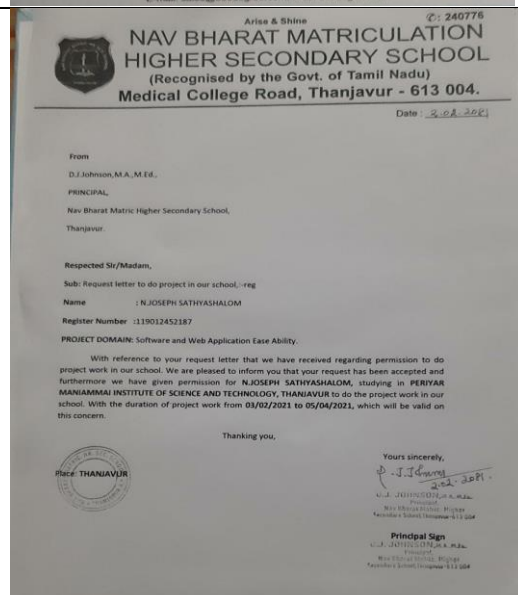 Arise & Shine
✆: 240776
NAV BHARAT MATRICULATION
HIGHER SECONDARY SCHOOL
(Recognised by the Govt. of Tamil Nadu)
Medical College Road, Thanjavur - 613 004.
Date :
From
D.J.Johnson,M.A.,M.Ed.,
PRINCIPAL,
Nav Bharat Matric Higher Secondary School,
Thanjavur.
Respected Sir/Madam,
Sub: Request letter to do project in our school,:-reg
Name : N.JOSEPH SATHYASHALOM
Register Number :119012452187
PROJECT DOMAIN: Software and Web Application Ease Ability.
With reference to your request letter that we have received regarding permission to do
project work in our school. We are pleased to inform you that your request has been accepted and
furthermore we have given permission for N.JOSEPH SATHYASHALOM, studying in PERIYAR
MANIAMMAI INSTITUTE OF SCIENCE AND TECHNOLOGY, THANJAVUR to do the project work in our
school. With the duration of project work from 03/02/2021 to 05/04/2021, which will be valid on
this concern.
Thanking you,
Place: THANJAVUR
Yours sincerely,
JOHNSON,
Principal,
Principal Sign
JOHNSON,
Principal,